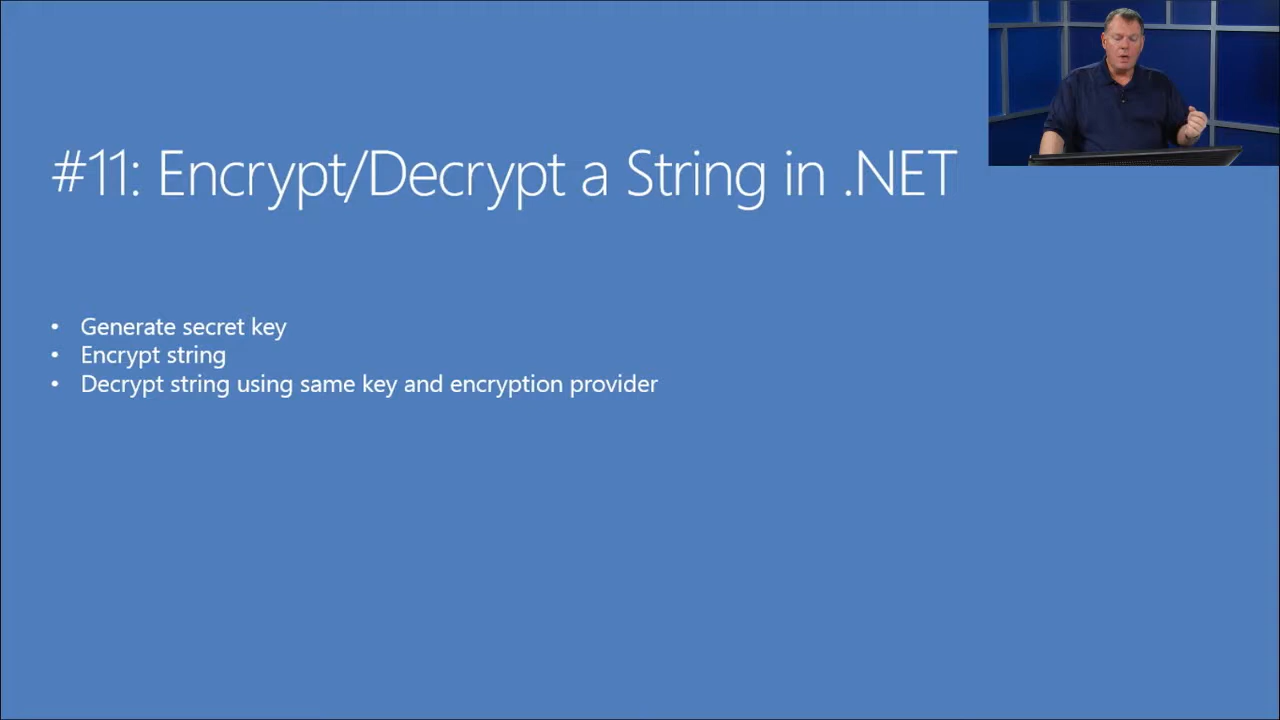 #11: Encrypt/Decrypt a String in .NET
• Generate secret key
• Encrypt string
• Decrypt string using same key and encryption provider